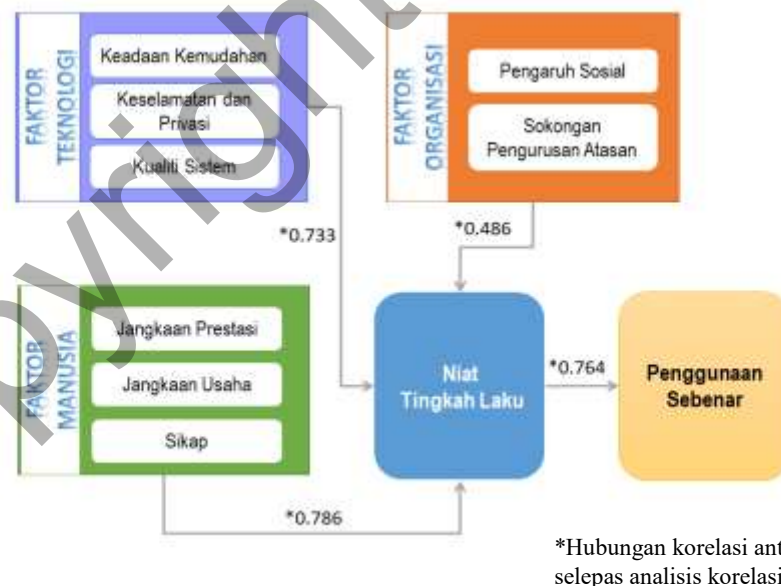 FAKTOR
TEKNOLOGI
Keadaan Kemudahan
Keselamatan dan
Privasi
Kualiti Sistem
FAKTOR
ORGANISASI
Pengaruh Sosial
Sokongan
Pengurusan Atasan
*0.733
*0.486
FAKTOR
MANUSIA
Jangkaan Prestasi
Jangkaan Usaha
Sikap
Niat
Tingkah Laku
*0.764
Penggunaan
Sebenar
*0.786
*Hubungan korelasi ant
selepas analisis korelasi
pyright